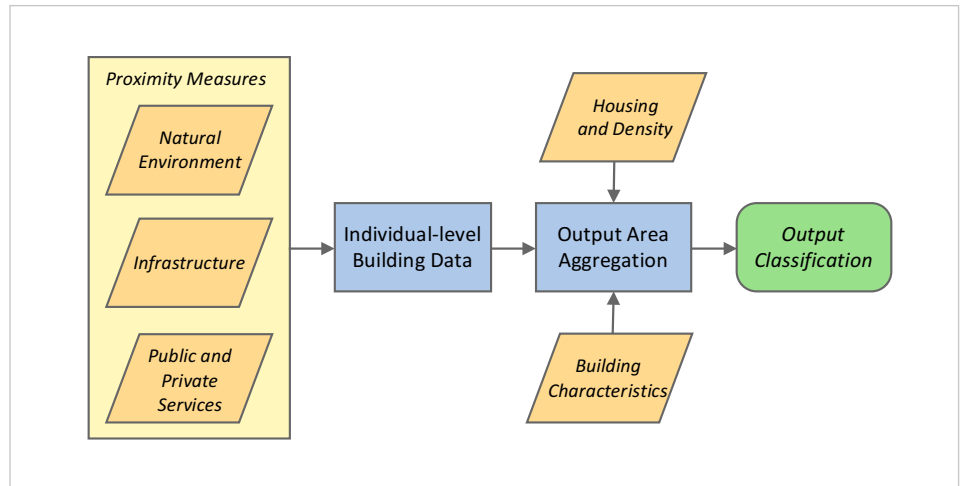 Proximity Measures
Natural
Environment
Infrastructure
Public and
Private
Services
Individual-level
Building Data
Housing
and Density
Output Area
Aggregation
Building
Characteristics
Output
Classification